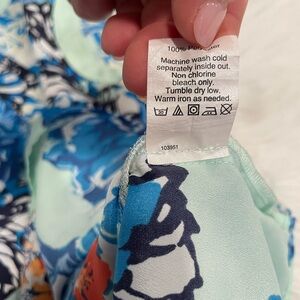 100% Polyester
Machine wash cold
separately inside out.
Non chlorine
bleach only.
Tumble dry low.
Warm iron as needed.
103951